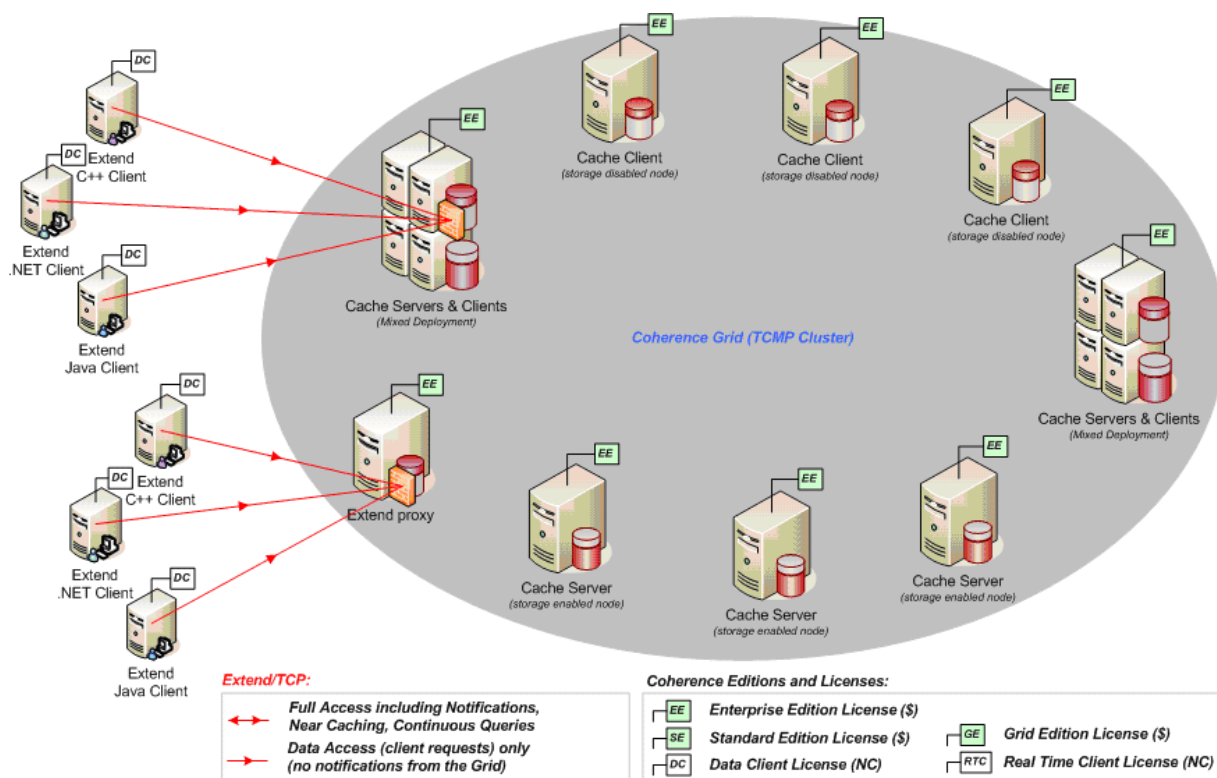 EE
EE
DC
EE
EE
Extend
C++ Client
DC
Cache Client
(storage disabled node)
Cache Client
(storage disabled node)
Extend
.NET Client
DC
Cache Client
(storage disabled node)
EE
Cache Servers & Clients
(Mixed Deployment)
Extend
Java Client
Coherence Grid (TCMP Cluster)
DC
EE
Cache Servers & Clients
(Mixed Deployment)
Extend
C++ Client
DC
Extend proxy
EE
EE
EE
Extend
.NET Client
DC
Cache Server
(storage enabled node)
Cache Server
(storage enabled node)
Cache Server
(storage enabled node)
Extend
Java Client
Extend/TCP:
Full Access including Notifications,
Near Caching, Continuous Queries
Data Access (client requests) only
(no notifications from the Grid)
Coherence Editions and Licenses:
EE Enterprise Edition License ($)
SE Standard Edition License ($)
DC Data Client License (NC)
GE Grid Edition License ($)
RTC Real Time Client License (NC)